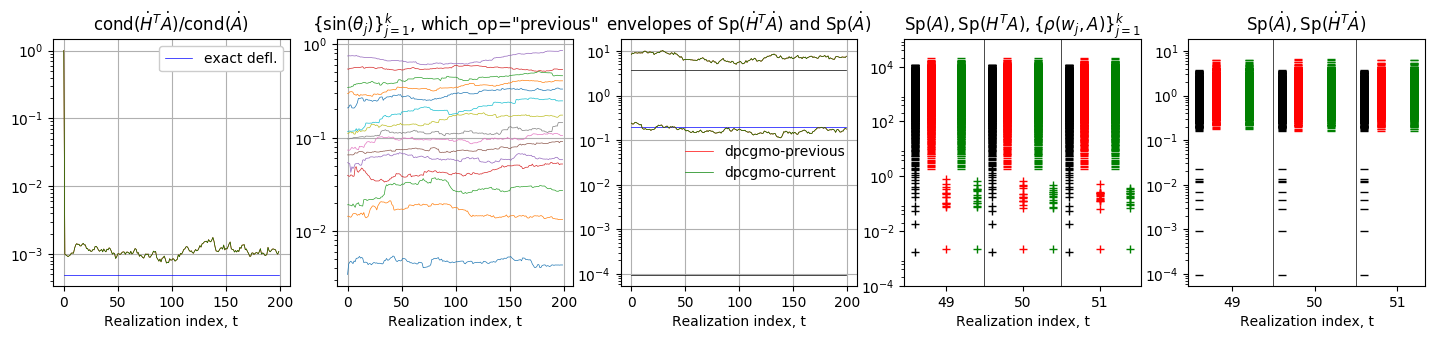 cond(Ḣ^TȦ)/cond(Ȧ)
exact defl.
10^0
10^−1
10^−2
10^−3
0 50 100 150 200
Realization index, t
{sin(θ_j)}^k_{j=1}, which_op="previous"
10^0
10^−1
10^−2
0 50 100 150 200
Realization index, t
envelopes of Sp(Ḣ^TȦ) and Sp(Ȧ)
10^1
10^0
10^−1
dpcgmo-previous
dpcgmo-current
10^−2
10^−3
10^−4
0 50 100 150 200
Realization index, t
Sp(A), Sp(H^TA), {ρ(w_j, A)}^k_{j=1}
10^4
10^2
10^0
10^−2
10^−4
49 50 51
Realization index, t
Sp(Ȧ), Sp(Ḣ^TȦ)
10^1
10^0
10^−1
10^−2
10^−3
10^−4
49 50 51
Realization index, t